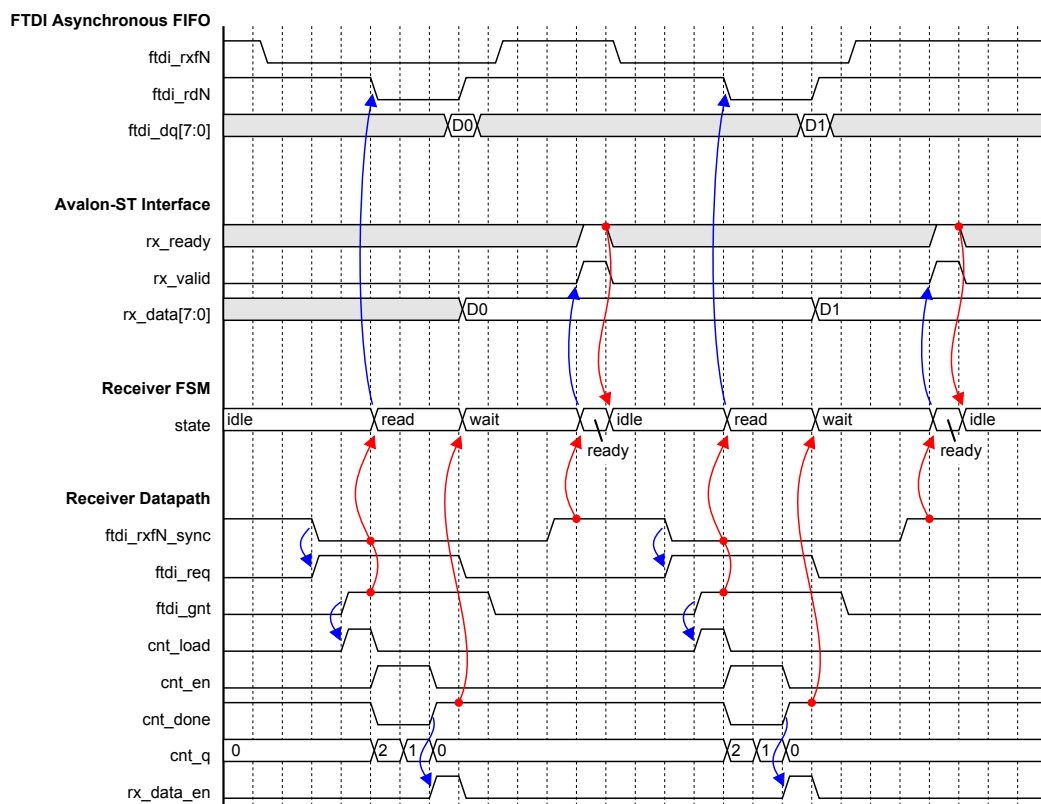 FTDI Asynchronous FIFO
ftdi_rxfN
ftdi_rdN
ftdi_dq[7:0] D0 D1
Avalon-ST Interface
rx_ready
rx_valid
rx_data[7:0] D0 D1
Receiver FSM
state idle read wait idle read wait idle
ready ready
Receiver Datapath
ftdi_rxfN_sync
ftdi_req
ftdi_gnt
cnt_load
cnt_en
cnt_done
cnt_q 0 2 1 0 2 1 0
rx_data_en